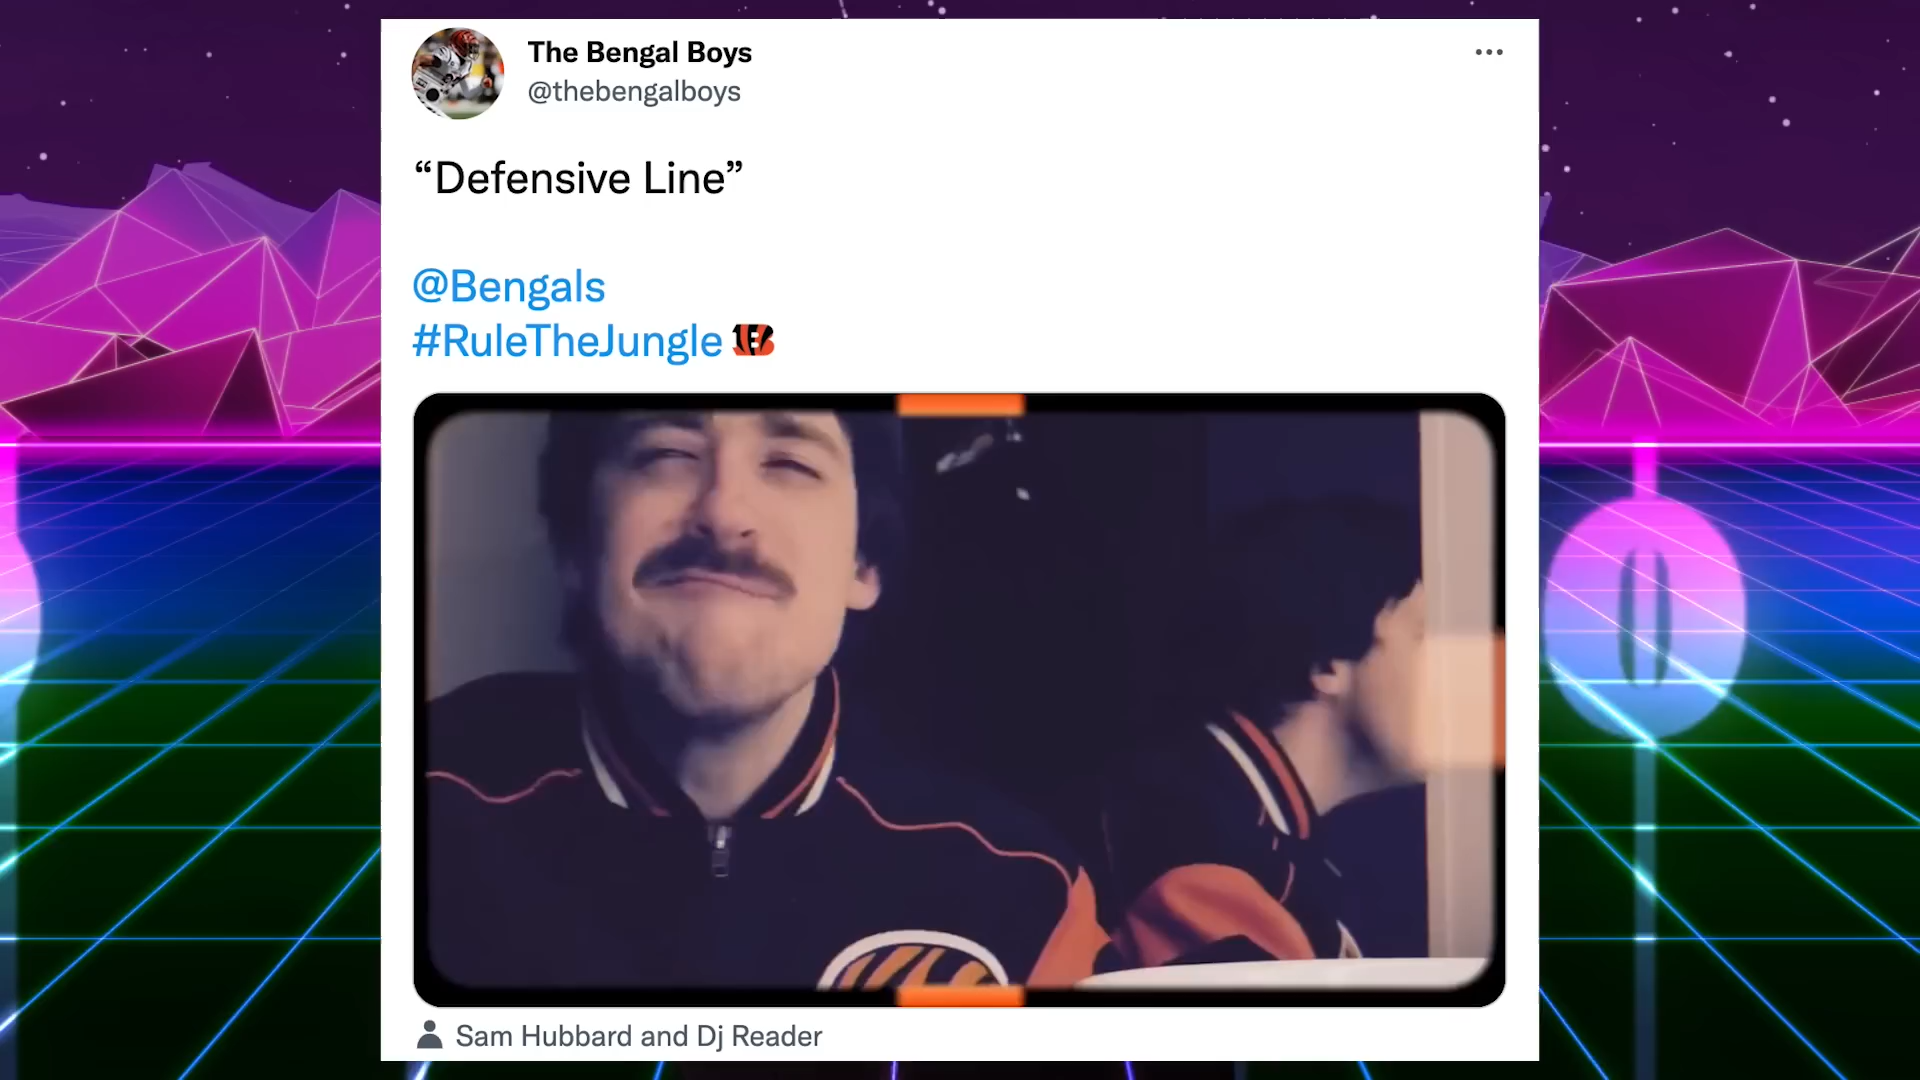 The Bengal Boys
@thebengalboys
“Defensive Line”
@Bengals
#RuleTheJungle
Sam Hubbard and Dj Reader